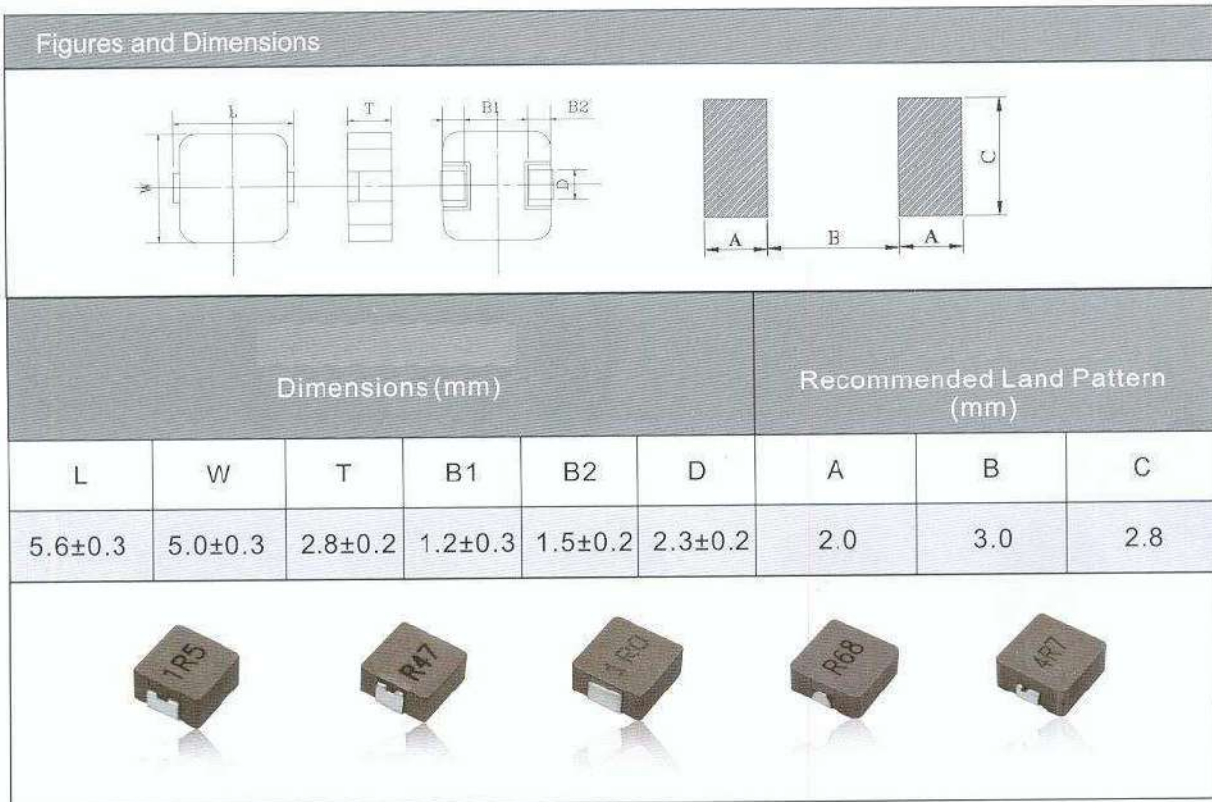 Figures and Dimensions
L
T
B1
B2
W
D
C
A
B
A
Dimensions (mm)
Recommended Land Pattern
(mm)
L W T B1 B2 D A B C
5.6±0.3 5.0±0.3 2.8±0.2 1.2±0.3 1.5±0.2 2.3±0.2 2.0 3.0 2.8
1R5
R47
1R0
R68
4R7